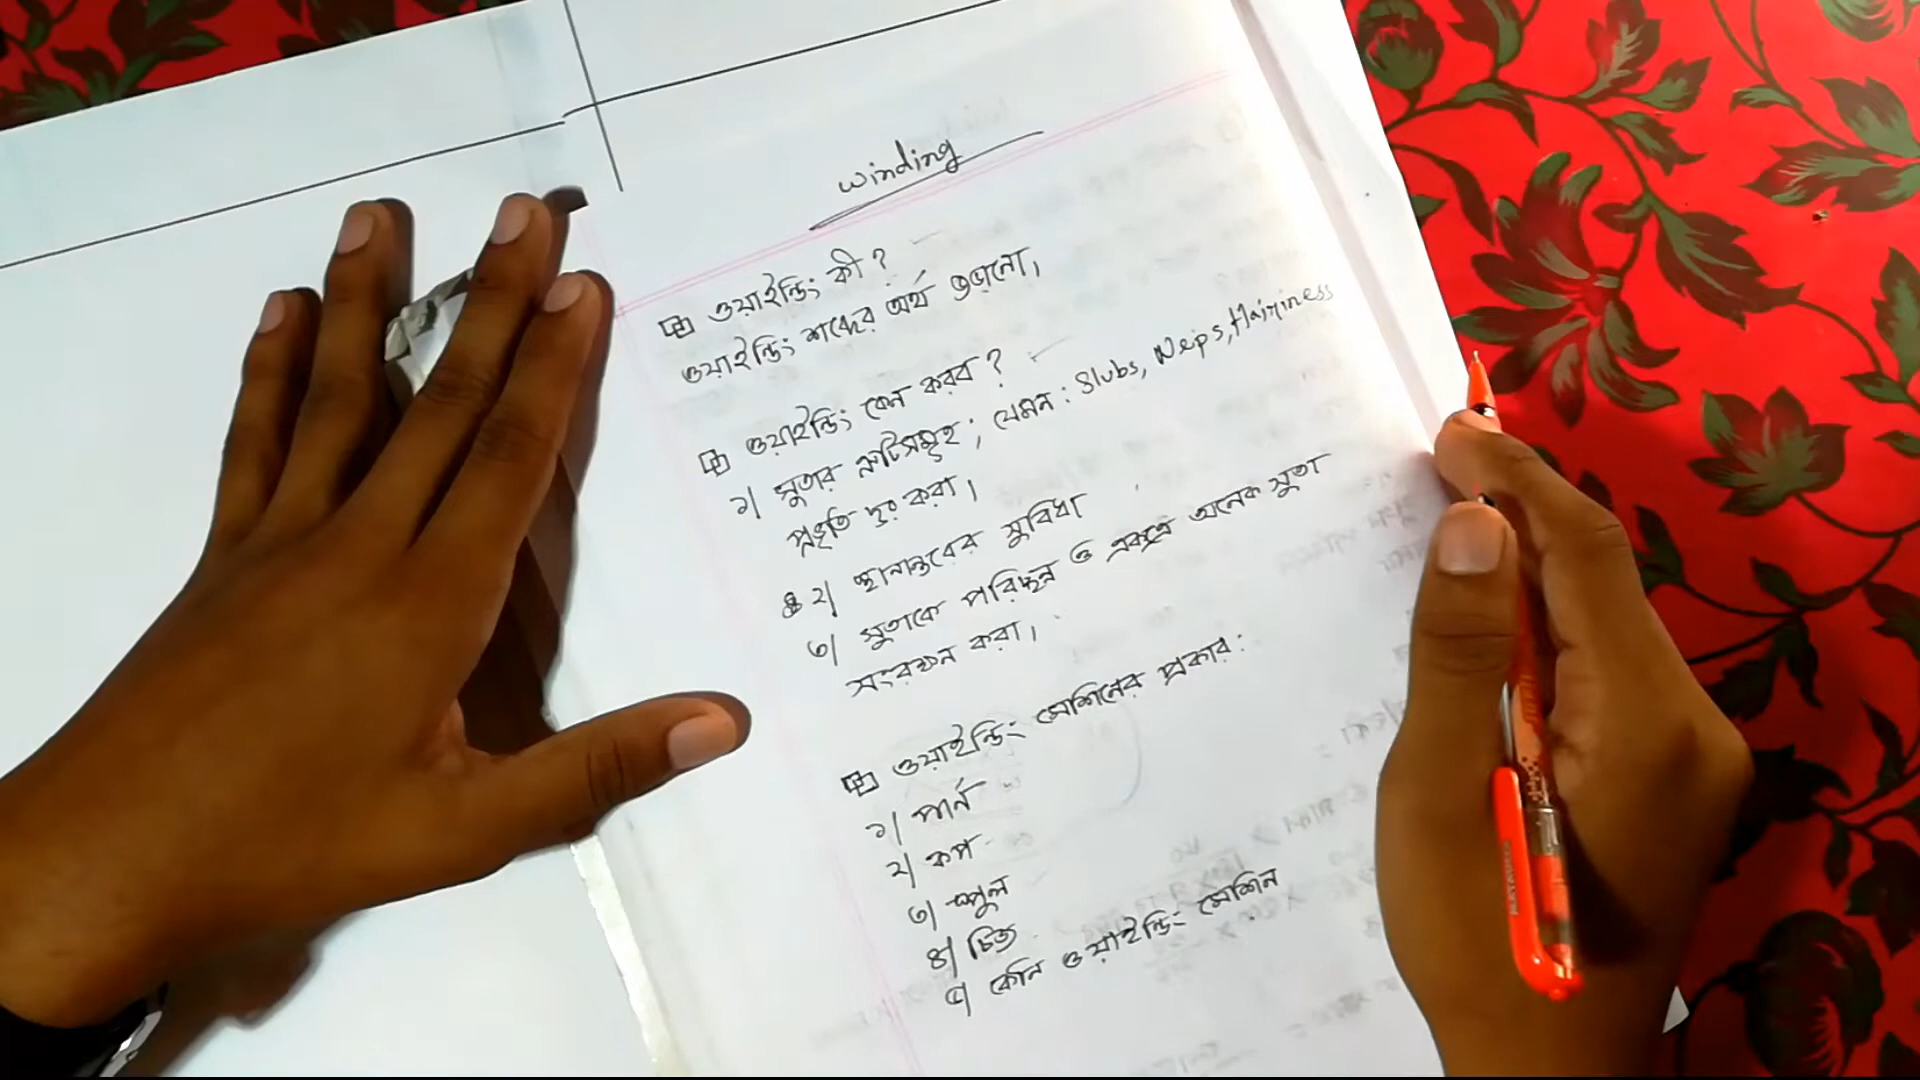 Winding
ওয়াইন্ডিং কী ?
ওয়াইন্ডিং শব্দের অর্থ জড়ানো।
ওয়াইন্ডিং কেন করব ?
১| সুতার ত্রুটিসমূহ; যেমন: Slubs, Neps, Hairiness
প্রভৃতি দূর করা।
২| স্থানান্তরের সুবিধা
৩| সুতাকে পরিচ্ছন্ন ও একত্রে অনেক সুতা
সংরক্ষন করা।
ওয়াইন্ডিং মেশিনের প্রকার:
১| পার্ন
২| কপ
৩| স্পুল
৪| চিজ
৫| কোন ওয়াইন্ডিং মেশিন